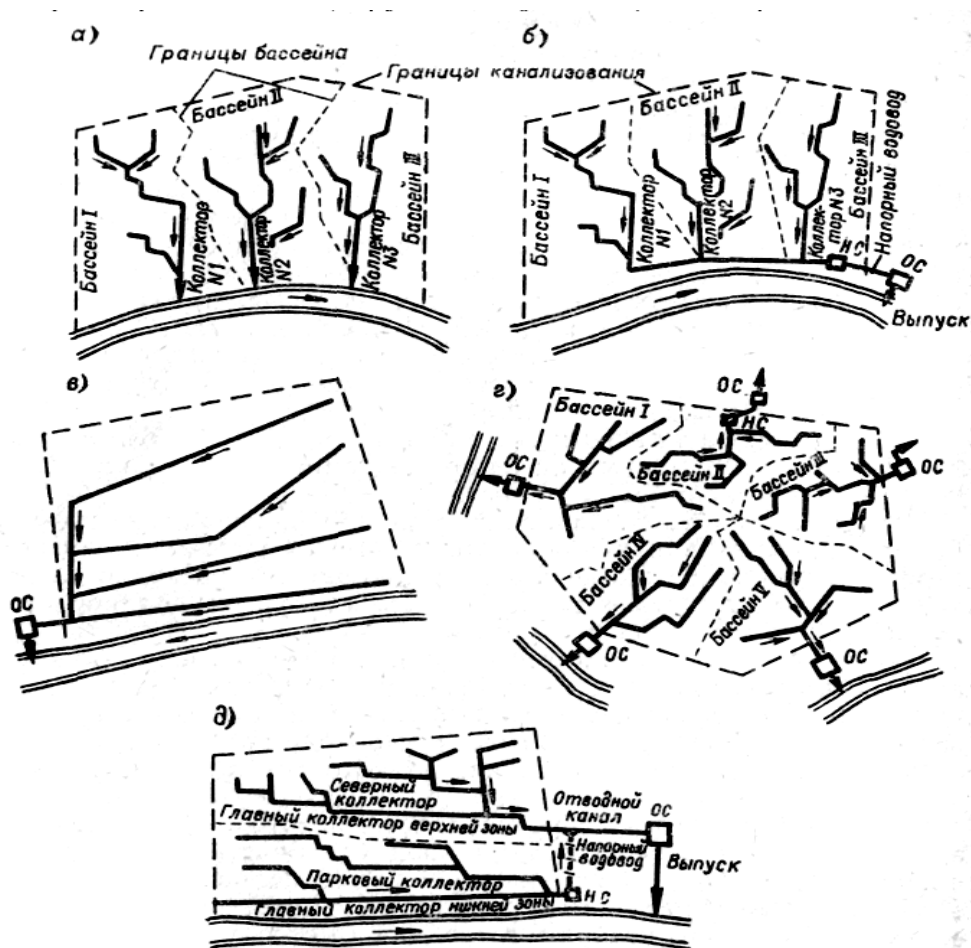 а)
Границы бассейна
Границы канализования
Бассейн II
Бассейн I
Коллектор
N1
Коллектор
N2
Коллектор
N3
Бассейн III
б)
Бассейн II
Бассейн I
Коллектор
N1
Коллектор
N2
Коллек-
тор N3
Бассейн III
Напорный водовод
НС
ОС
Выпуск
в)
ОС
г)
Бассейн I
ОС
ОС
НС
Бассейн II
Бассейн III
ОС
Бассейн IV
ОС
Бассейн V
ОС
д)
Северный
коллектор
Главный коллектор верхней зоны
Отводной
канал
ОС
Напорный
водовод
Выпуск
Парковый коллектор
НС
Главный коллектор нижней зоны